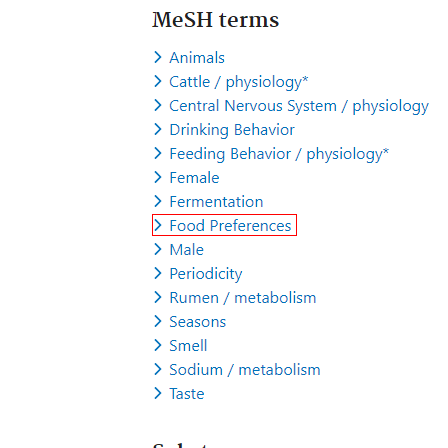 MeSH terms
Animals
Cattle / physiology*
Central Nervous System / physiology
Drinking Behavior
Feeding Behavior / physiology*
Female
Fermentation
Food Preferences
Male
Periodicity
Rumen / metabolism
Seasons
Smell
Sodium / metabolism
Taste